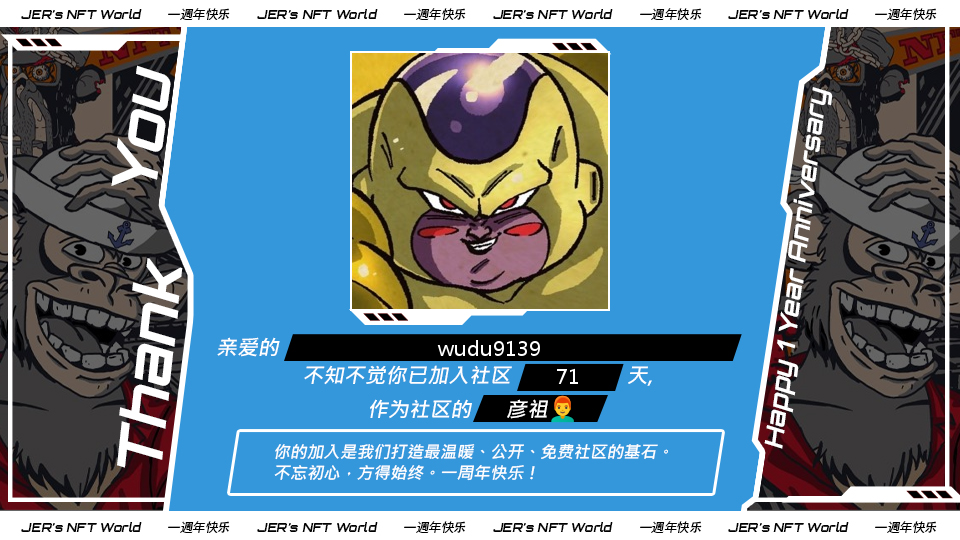 JER's NFT World 一週年快乐 JER's NFT World 一週年快乐 JER's NFT World 一週年快乐 JER's NFT World 一週年快乐
Thank You
亲爱的 wudu9139
不知不觉你已加入社区 71 天,
作为社区的 彦祖👨‍🦰
你的加入是我们打造最温暖、公开、免费社区的基石。
不忘初心，方得始终。一周年快乐！
Happy 1 Year Anniversary
JER's NFT World 一週年快乐 JER's NFT World 一週年快乐 JER's NFT World 一週年快乐 JER's NFT World 一週年快乐